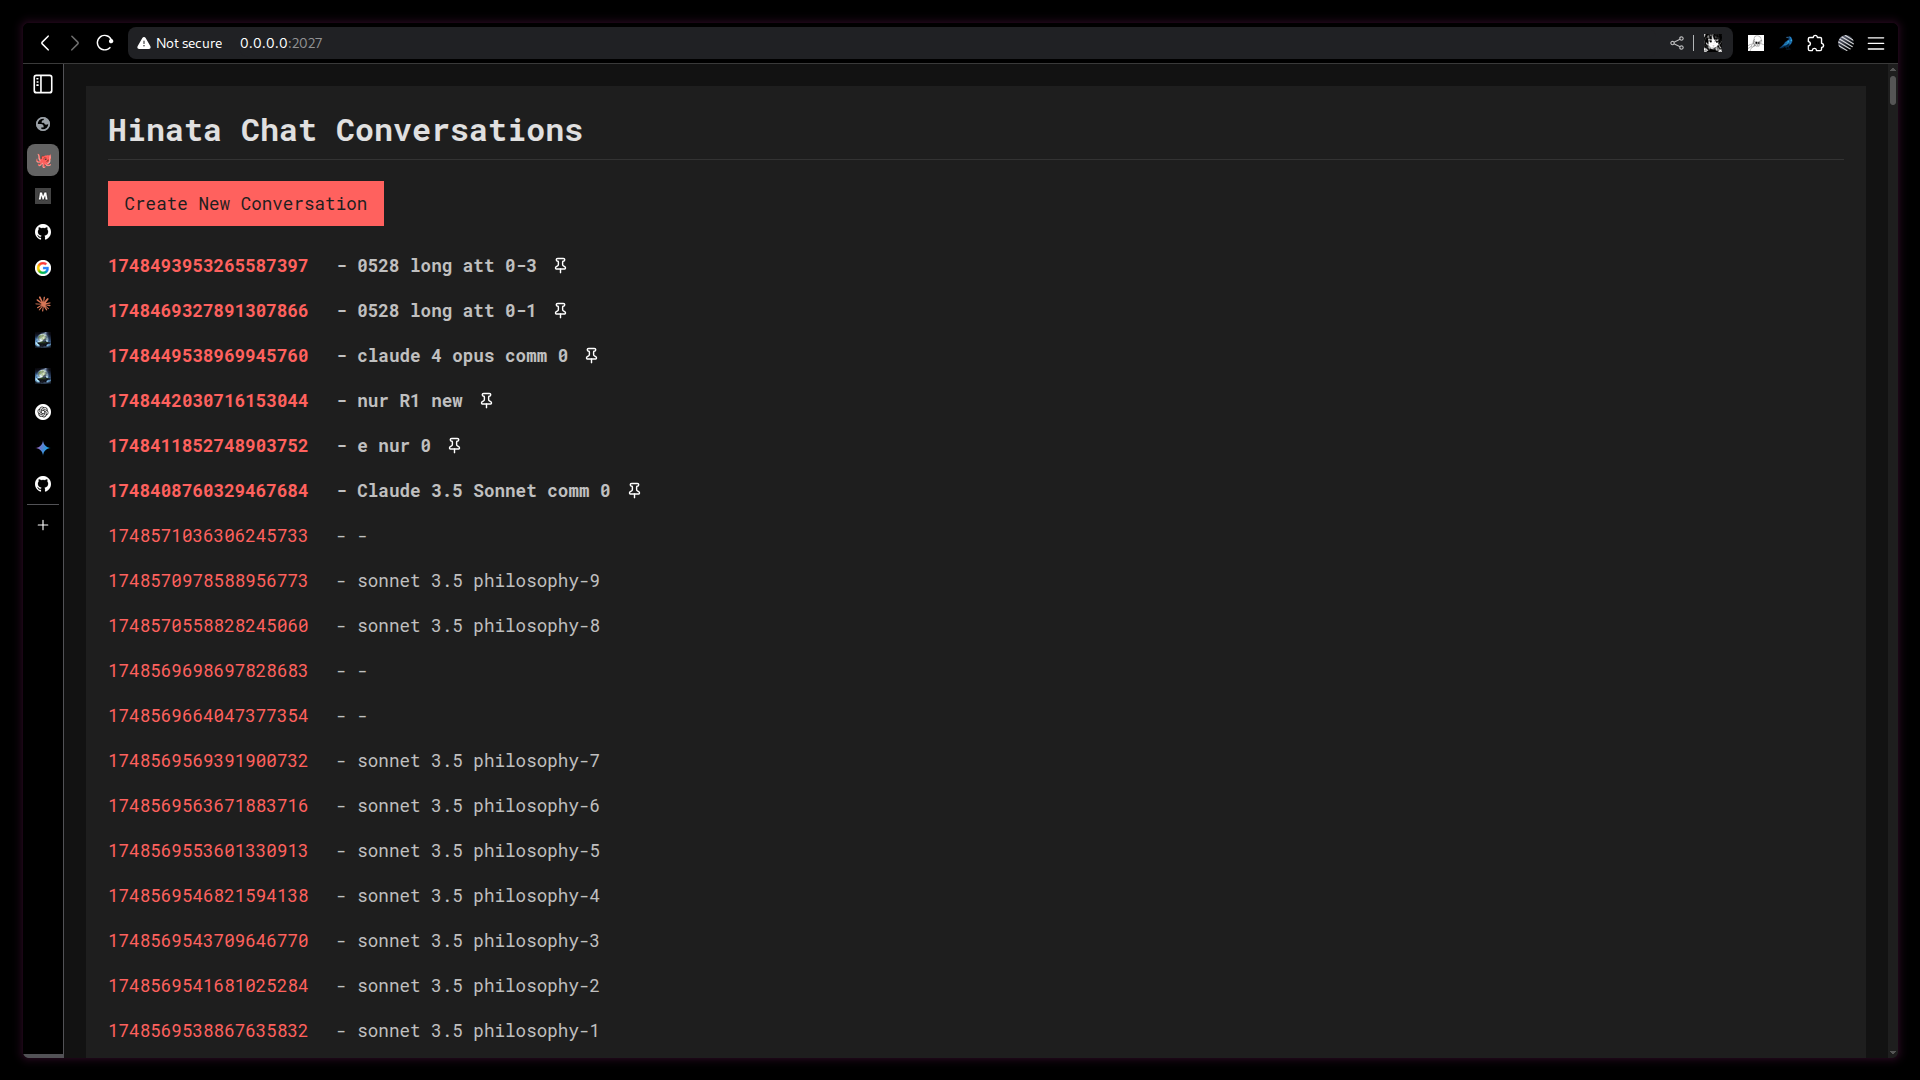 Not secure 0.0.0.0:2027
Hinata Chat Conversations
Create New Conversation
1748493953265587397 - 0528 long att 0-3
1748469327891307866 - 0528 long att 0-1
1748449538969945760 - claude 4 opus comm 0
1748442030716153044 - nur R1 new
1748411852748903752 - e nur 0
1748408760329467684 - Claude 3.5 Sonnet comm 0
1748571036306245733 - -
1748570978588956773 - sonnet 3.5 philosophy-9
1748570558828245060 - sonnet 3.5 philosophy-8
1748569698697828683 - -
1748569664047377354 - -
1748569569391900732 - sonnet 3.5 philosophy-7
1748569563671883716 - sonnet 3.5 philosophy-6
1748569553601330913 - sonnet 3.5 philosophy-5
1748569546821594138 - sonnet 3.5 philosophy-4
1748569543709646770 - sonnet 3.5 philosophy-3
1748569541681025284 - sonnet 3.5 philosophy-2
1748569538867635832 - sonnet 3.5 philosophy-1